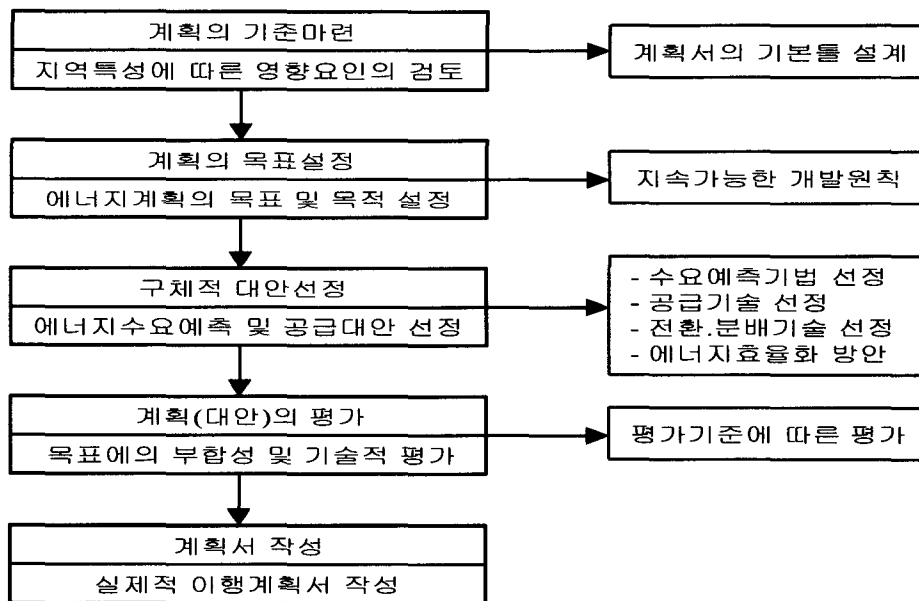 계획의 기준마련
지역특성에 따른 영향요인의 검토
계획서의 기본틀 설계
계획의 목표설정
에너지계획의 목표 및 목적 설정
지속가능한 개발원칙
구체적 대안선정
에너지수요예측 및 공급대안 선정
- 수요예측기법 선정
- 공급기술 선정
- 전환.분배기술 선정
- 에너지효율화 방안
계획(대안)의 평가
목표에의 부합성 및 기술적 평가
평가기준에 따른 평가
계획서 작성
실제적 이행계획서 작성